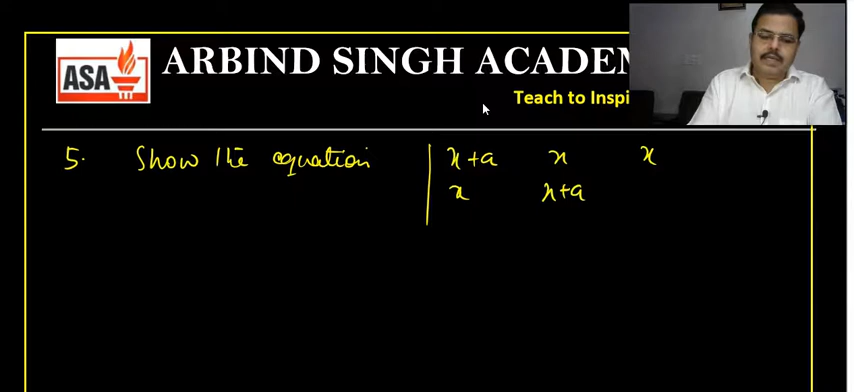 ASA
ARBIND SINGH ACADEM
Teach to Inspi
5. Show the equation | x+a x x
x x+a